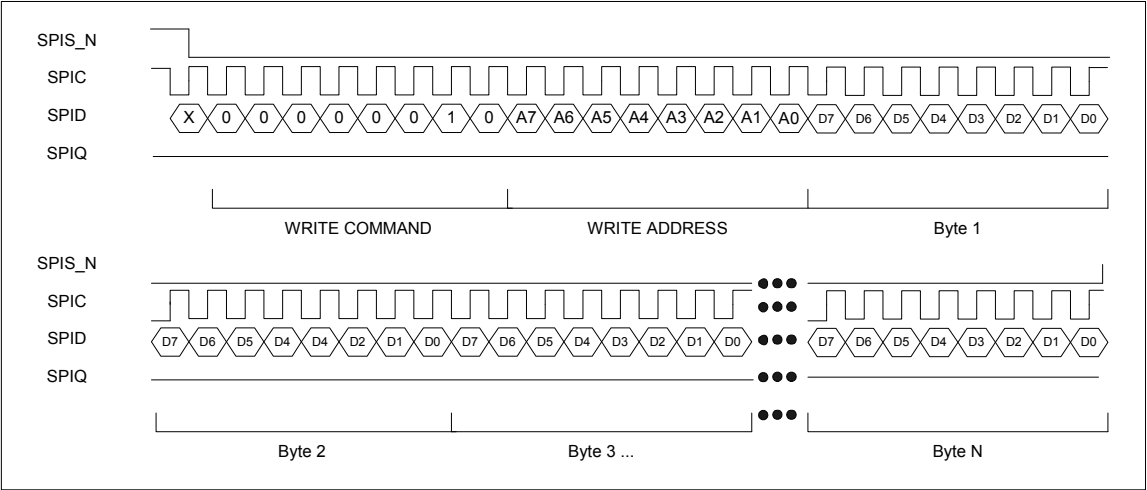 SPIS_N
SPIC
SPID X 0 0 0 0 0 0 1 0 A7 A6 A5 A4 A3 A2 A1 A0 D7 D6 D5 D4 D3 D2 D1 D0
SPIQ
WRITE COMMAND WRITE ADDRESS Byte 1
SPIS_N
SPIC
SPID D7 D6 D5 D4 D4 D2 D1 D0 D7 D6 D5 D4 D3 D2 D1 D0 D7 D6 D5 D4 D3 D2 D1 D0
SPIQ
Byte 2 Byte 3 ... Byte N